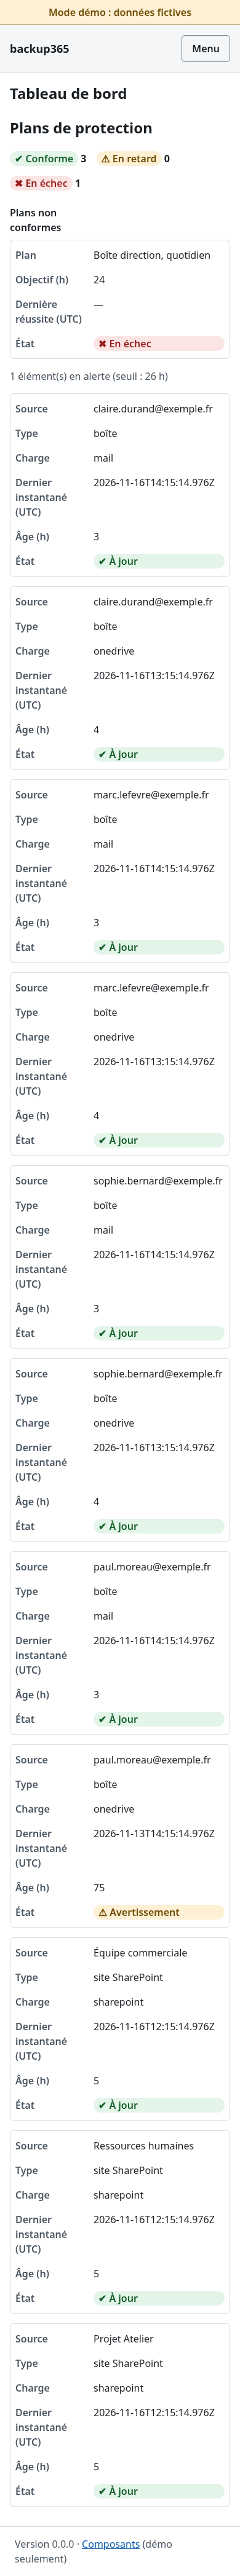 Mode démo : données fictives
backup365
Menu
Tableau de bord
Plans de protection
✔ Conforme 3 ⚠ En retard 0
✖ En échec 1
Plans non
conformes
Plan Boîte direction, quotidien
Objectif (h) 24
Dernière
réussite (UTC) —
État ✖ En échec
1 élément(s) en alerte (seuil : 26 h)
Source claire.durand@exemple.fr
Type boîte
Charge mail
Dernier
instantané
(UTC) 2026-11-16T14:15:14.976Z
Âge (h) 3
État ✔ À jour
Source claire.durand@exemple.fr
Type boîte
Charge onedrive
Dernier
instantané
(UTC) 2026-11-16T13:15:14.976Z
Âge (h) 4
État ✔ À jour
Source marc.lefevre@exemple.fr
Type boîte
Charge mail
Dernier
instantané
(UTC) 2026-11-16T14:15:14.976Z
Âge (h) 3
État ✔ À jour
Source marc.lefevre@exemple.fr
Type boîte
Charge onedrive
Dernier
instantané
(UTC) 2026-11-16T13:15:14.976Z
Âge (h) 4
État ✔ À jour
Source sophie.bernard@exemple.fr
Type boîte
Charge mail
Dernier
instantané
(UTC) 2026-11-16T14:15:14.976Z
Âge (h) 3
État ✔ À jour
Source sophie.bernard@exemple.fr
Type boîte
Charge onedrive
Dernier
instantané
(UTC) 2026-11-16T13:15:14.976Z
Âge (h) 4
État ✔ À jour
Source paul.moreau@exemple.fr
Type boîte
Charge mail
Dernier
instantané
(UTC) 2026-11-16T14:15:14.976Z
Âge (h) 3
État ✔ À jour
Source paul.moreau@exemple.fr
Type boîte
Charge onedrive
Dernier
instantané
(UTC) 2026-11-13T14:15:14.976Z
Âge (h) 75
État ⚠ Avertissement
Source Équipe commerciale
Type site SharePoint
Charge sharepoint
Dernier
instantané
(UTC) 2026-11-16T12:15:14.976Z
Âge (h) 5
État ✔ À jour
Source Ressources humaines
Type site SharePoint
Charge sharepoint
Dernier
instantané
(UTC) 2026-11-16T12:15:14.976Z
Âge (h) 5
État ✔ À jour
Source Projet Atelier
Type site SharePoint
Charge sharepoint
Dernier
instantané
(UTC) 2026-11-16T12:15:14.976Z
Âge (h) 5
État ✔ À jour
Version 0.0.0 · Composants (démo
seulement)